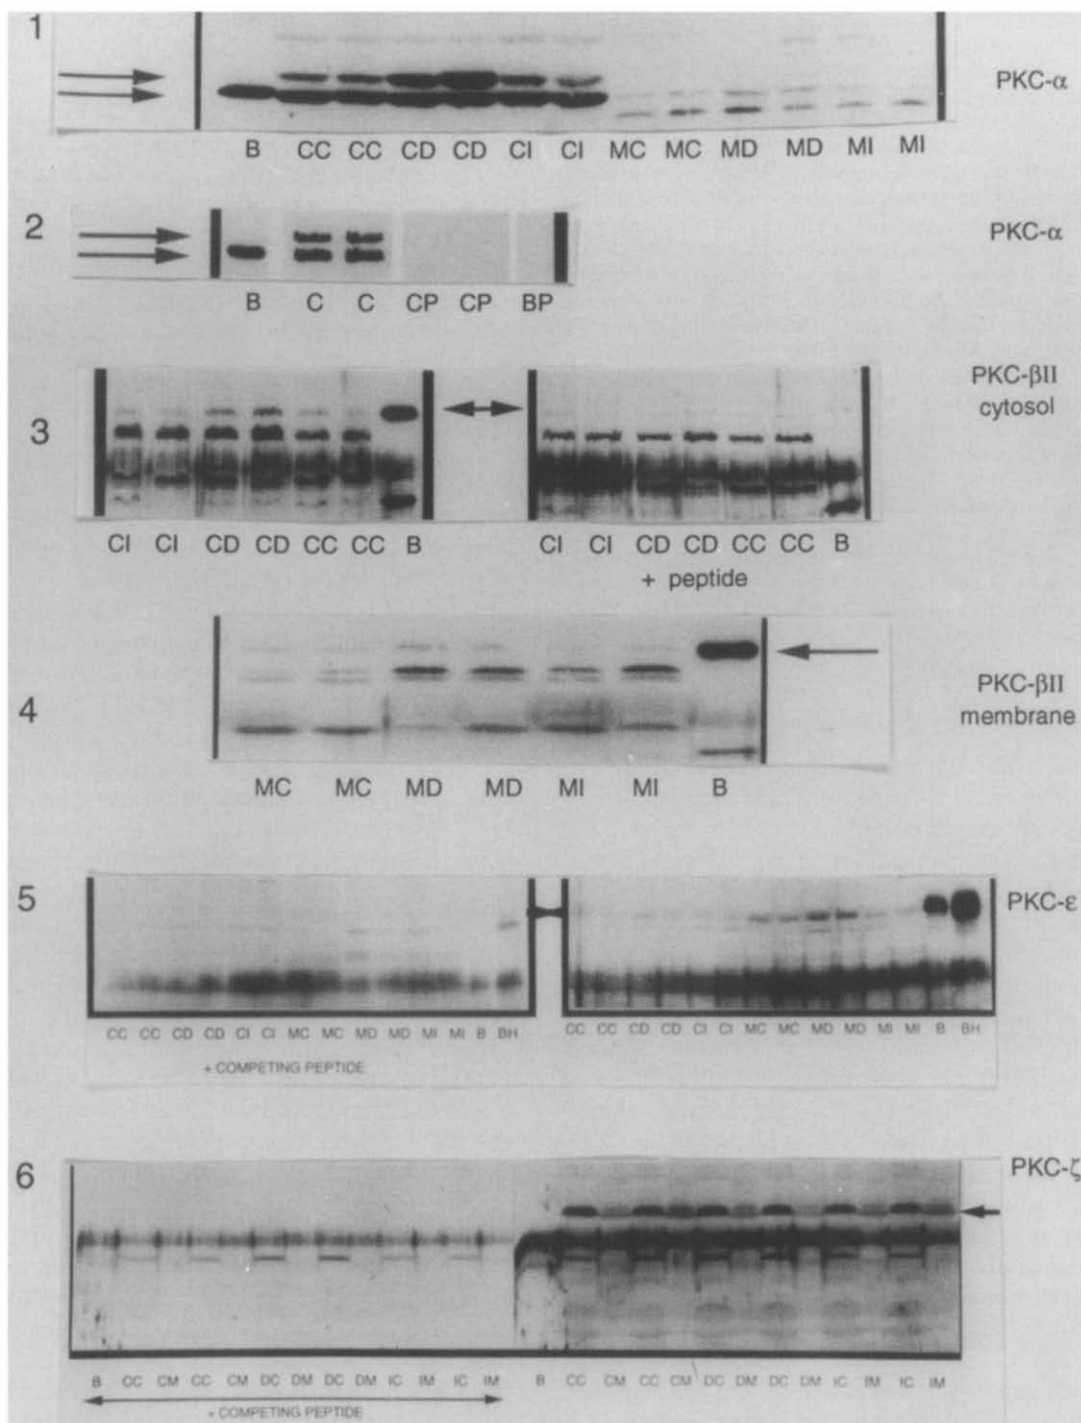 1
PKC-α
B CC CC CD CD CI CI MC MC MD MD MI MI
2
PKC-α
B C C CP CP BP
PKC-βII
cytosol
3
CI CI CD CD CC CC B
CI CI CD CD CC CC B
+ peptide
4
PKC-βII
membrane
MC MC MD MD MI MI B
5
PKC-ε
CC CC CD CD CI CI MC MC MD MD MI MI B BH
CC CC CD CD CI CI MC MC MD MD MI MI B BH
+ COMPETING PEPTIDE
6
PKC-ζ
B CC CM CC CM DC DM DC DM IC IM IC IM
B CC CM CC CM DC DM DC DM IC IM IC IM
+ COMPETING PEPTIDE